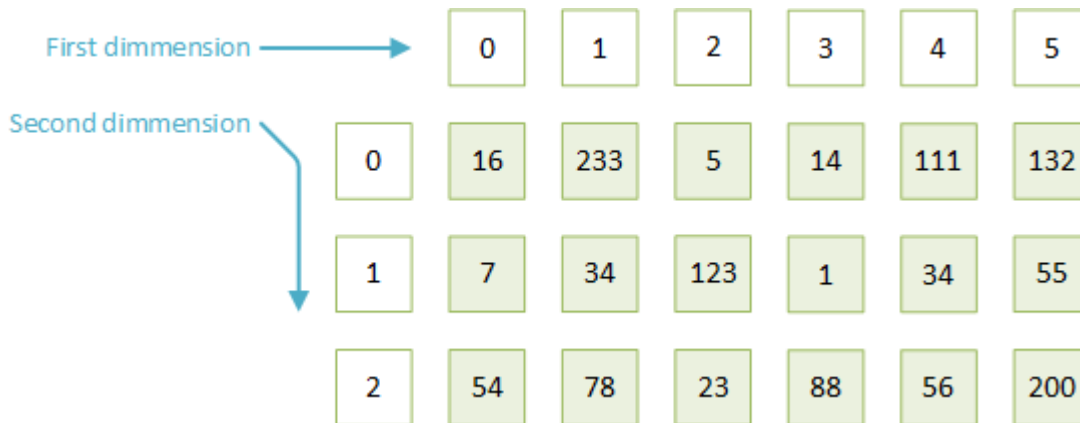 First dimmension 0 1 2 3 4 5
Second dimmension
0 16 233 5 14 111 132
1 7 34 123 1 34 55
2 54 78 23 88 56 200